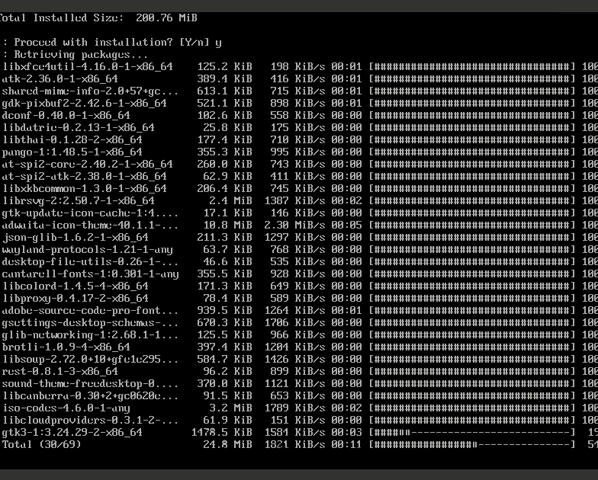 Total Installed Size:  200.76 MiB
: Proceed with installation? [Y/n] y
: Retrieving packages...
libxfce4util-4.16.0-1-x86_64 125.2 KiB 198 KiB/s 00:01 [################################] 100
atk-2.36.0-1-x86_64 389.4 KiB 416 KiB/s 00:01 [################################] 100
shared-mime-info-2.0+57+gc... 613.1 KiB 715 KiB/s 00:01 [################################] 100
gdk-pixbuf2-2.42.6-1-x86_64 521.1 KiB 898 KiB/s 00:01 [################################] 100
dconf-0.40.0-1-x86_64 102.6 KiB 558 KiB/s 00:00 [################################] 100
libdatrie-0.2.13-1-x86_64 25.8 KiB 175 KiB/s 00:00 [################################] 100
libthai-0.1.28-2-x86_64 177.4 KiB 710 KiB/s 00:00 [################################] 100
pango-1:1.48.5-1-x86_64 355.3 KiB 995 KiB/s 00:00 [################################] 100
at-spi2-core-2.40.2-1-x86_64 260.0 KiB 743 KiB/s 00:00 [################################] 100
at-spi2-atk-2.38.0-1-x86_64 62.9 KiB 411 KiB/s 00:00 [################################] 100
libxkbcommon-1.3.0-1-x86_64 206.4 KiB 745 KiB/s 00:00 [################################] 100
librsvg-2:2.50.7-1-x86_64 2.4 MiB 1387 KiB/s 00:02 [################################] 100
gtk-update-icon-cache-1:4.... 17.1 KiB 146 KiB/s 00:00 [################################] 100
adwaita-icon-theme-40.1.1-... 10.8 MiB 2.30 MiB/s 00:05 [################################] 100
json-glib-1.6.2-1-x86_64 211.3 KiB 1297 KiB/s 00:00 [################################] 100
wayland-protocols-1.21-1-any 63.7 KiB 768 KiB/s 00:00 [################################] 100
desktop-file-utils-0.26-1-... 46.6 KiB 535 KiB/s 00:00 [################################] 100
cantarell-fonts-1:0.301-1-any 355.5 KiB 928 KiB/s 00:00 [################################] 100
libcolord-1.4.5-4-x86_64 171.3 KiB 649 KiB/s 00:00 [################################] 100
libproxy-0.4.17-2-x86_64 78.4 KiB 589 KiB/s 00:00 [################################] 100
adobe-source-code-pro-font... 939.5 KiB 1264 KiB/s 00:01 [################################] 100
gsettings-desktop-schemas-... 670.3 KiB 1706 KiB/s 00:00 [################################] 100
glib-networking-1:2.68.1-1... 125.5 KiB 966 KiB/s 00:00 [################################] 100
brotli-1.0.9-4-x86_64 397.4 KiB 1284 KiB/s 00:00 [################################] 100
libsoup-2.72.0+10+gfc1e295... 584.7 KiB 1426 KiB/s 00:00 [################################] 100
rest-0.8.1-3-x86_64 96.2 KiB 899 KiB/s 00:00 [################################] 100
sound-theme-freedesktop-0.... 370.0 KiB 1121 KiB/s 00:00 [################################] 100
libcanberra-0.30+2+gc0620e... 91.5 KiB 653 KiB/s 00:00 [################################] 100
iso-codes-4.6.0-1-any 3.2 MiB 1789 KiB/s 00:02 [################################] 100
libcloudproviders-0.3.1-2-... 61.9 KiB 151 KiB/s 00:00 [################################] 100
gtk3-1:3.24.29-2-x86_64 1478.5 KiB 1584 KiB/s 00:03 [#####--------------------------]
Total (30/69) 24.8 MiB 1821 KiB/s 00:11 [#################---------------]